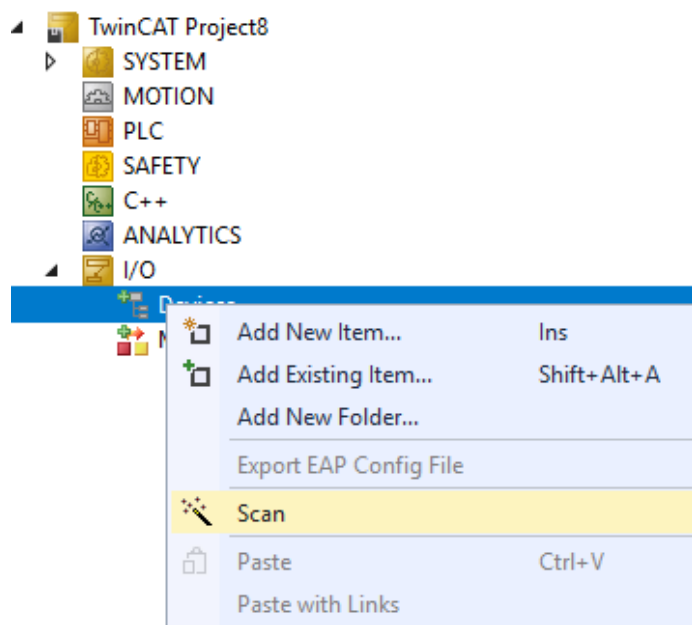 TwinCAT Project8
SYSTEM
MOTION
PLC
SAFETY
C++
ANALYTICS
I/O
Devices
Add New Item... Ins
Add Existing Item... Shift+Alt+A
Add New Folder...
Export EAP Config File
Scan
Paste Ctrl+V
Paste with Links